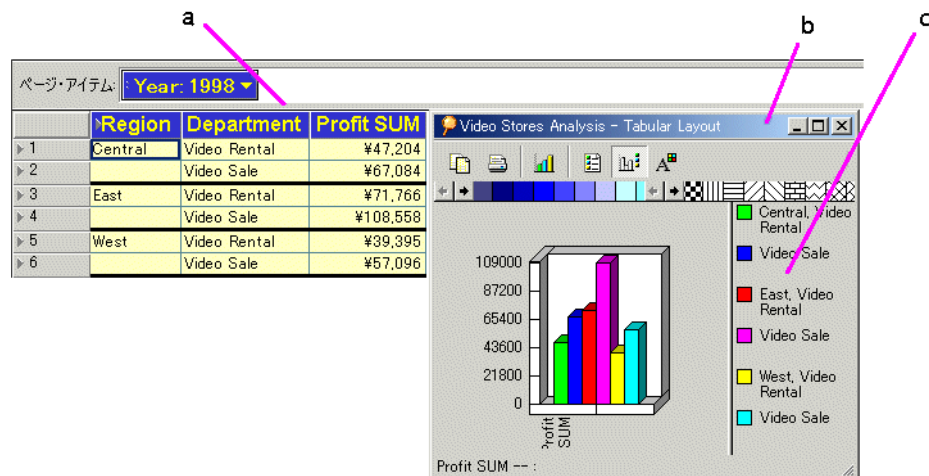 a
b
c
ページ・アイテム: Year: 1998
Region Department Profit SUM
1 Central Video Rental ¥47,204
2 Video Sale ¥67,084
3 East Video Rental ¥71,766
4 Video Sale ¥108,558
5 West Video Rental ¥39,395
6 Video Sale ¥57,096
Video Stores Analysis - Tabular Layout
A
109000
87200
65400
43600
21800
0
Profit
SUM
Central, Video
Rental
Video Sale
East, Video
Rental
Video Sale
West, Video
Rental
Video Sale
Profit SUM -- :